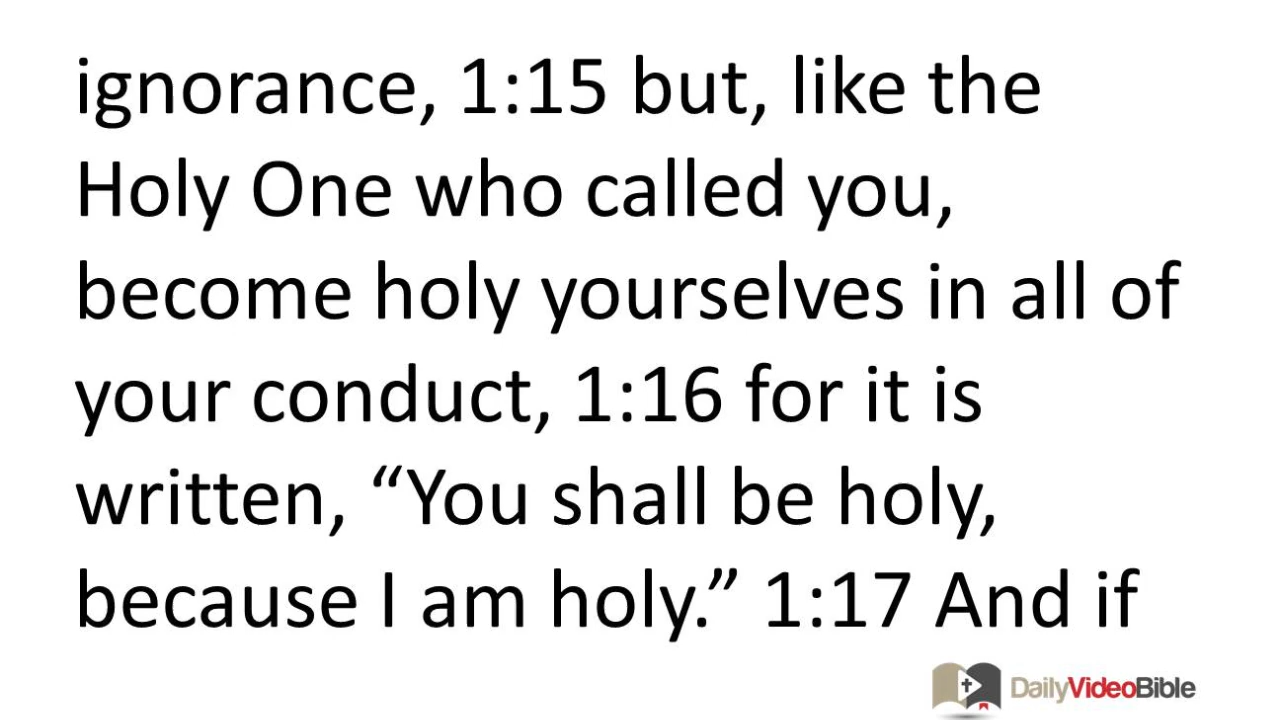 ignorance, 1:15 but, like the
Holy One who called you,
become holy yourselves in all of
your conduct, 1:16 for it is
written, “You shall be holy,
because I am holy.” 1:17 And if
DailyVideoBible